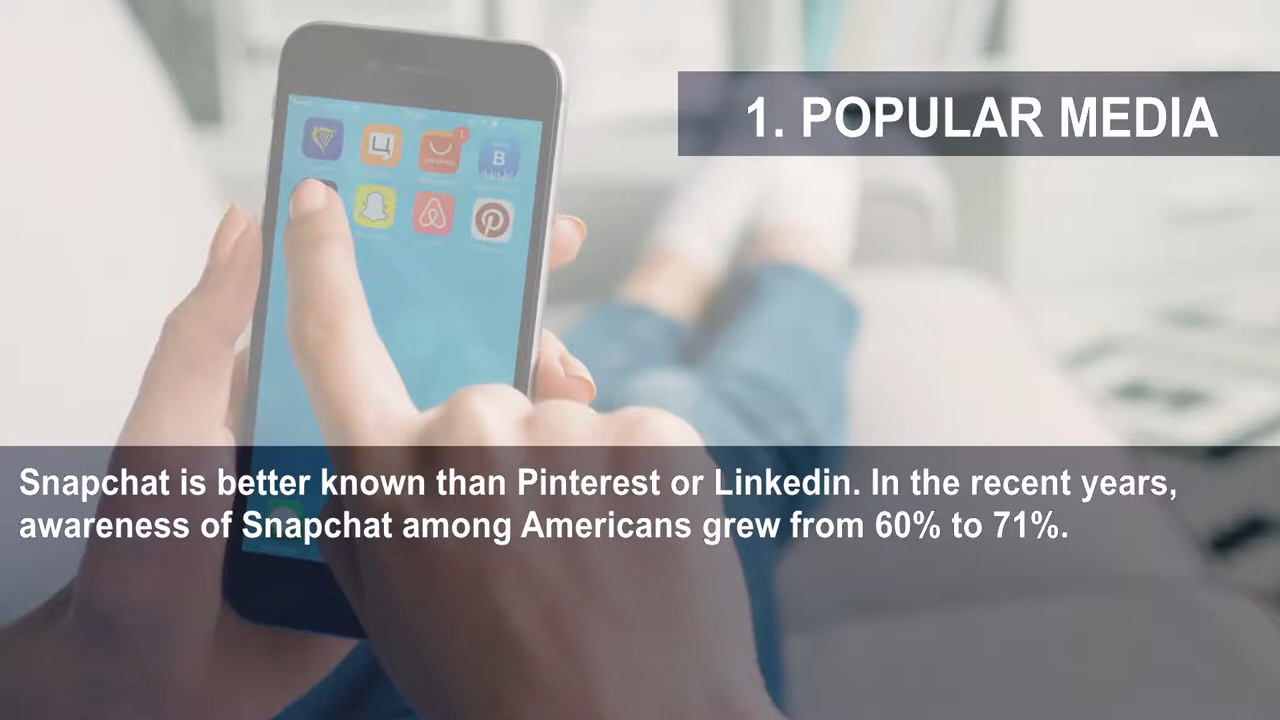 1. POPULAR MEDIA
Snapchat is better known than Pinterest or Linkedin. In the recent years,
awareness of Snapchat among Americans grew from 60% to 71%.